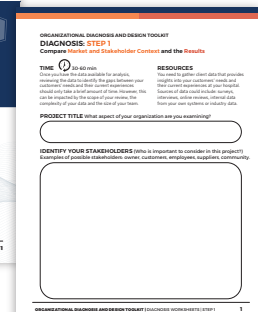 ORGANIZATIONAL DIAGNOSIS AND DESIGN TOOLKIT
DIAGNOSIS: STEP 1
Compare Market and Stakeholder Context and the Results
TIME 30-60 min
Once you have the data available for analysis,
reviewing the data to identify the gaps between your
customers' needs and their current experiences
should only take a brief amount of time. However, this
can be impacted by the scope of your review, the
complexity of your data and the size of your team.
RESOURCES
You need to gather client data that provides
insights into your customers' needs and
their current experiences at your hospital.
Sources of data could include: surveys,
interviews, online reviews, internal data
from your own systems or industry data.
PROJECT TITLE What aspect of your organization are you examining?
IDENTIFY YOUR STAKEHOLDERS (Who is important to consider in this project?)
Examples of possible stakeholders: owner, customers, employees, suppliers, community.
ORGANIZATIONAL DIAGNOSIS AND DESIGN TOOLKIT | DIAGNOSIS WORKSHEETS | STEP 1 1
1